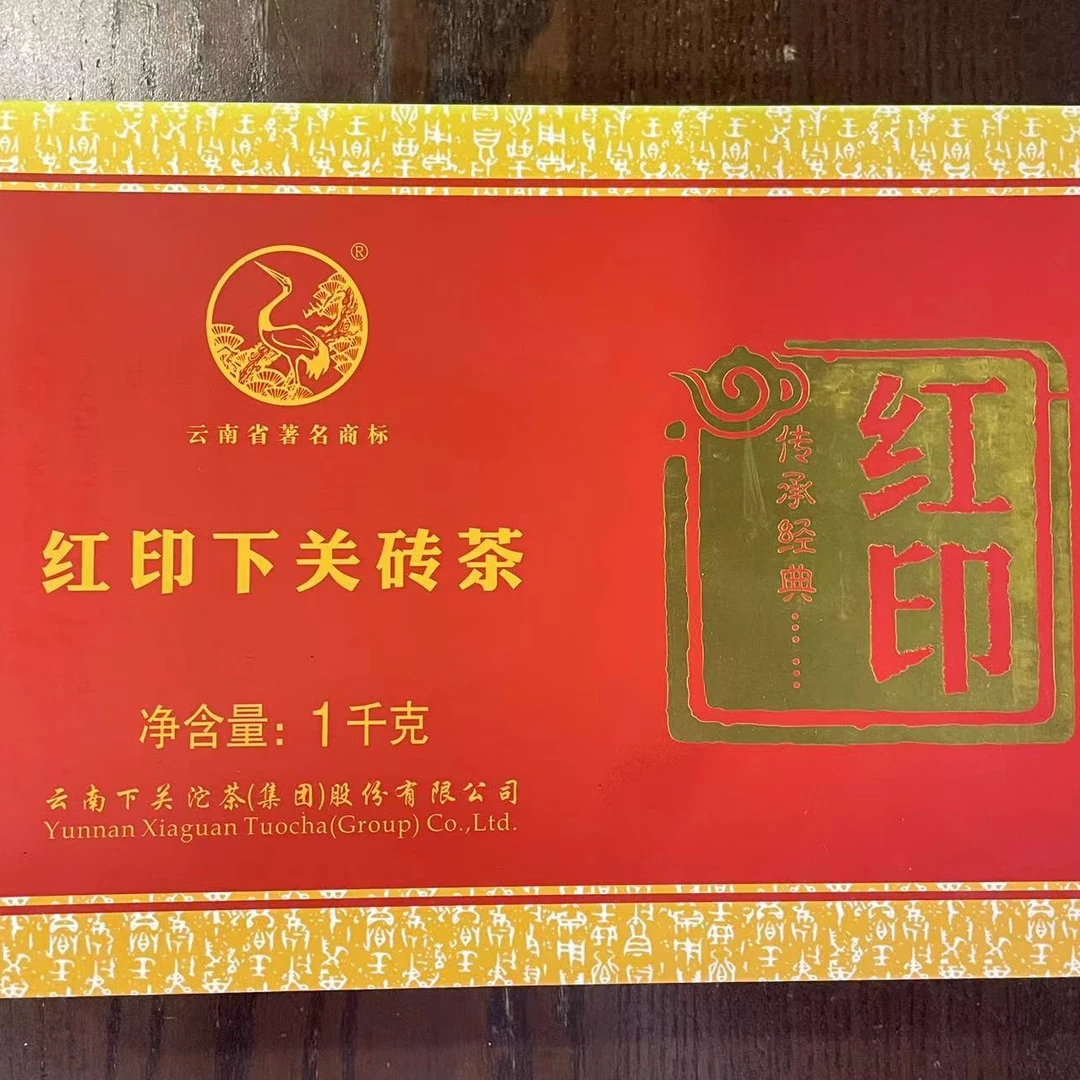 ®
云南省著名商标
红印下关砖茶
净含量：1千克
云南下关沱茶(集团)股份有限公司
Yunnan Xiaguan Tuocha(Group) Co.,Ltd.
红印
传承经典……